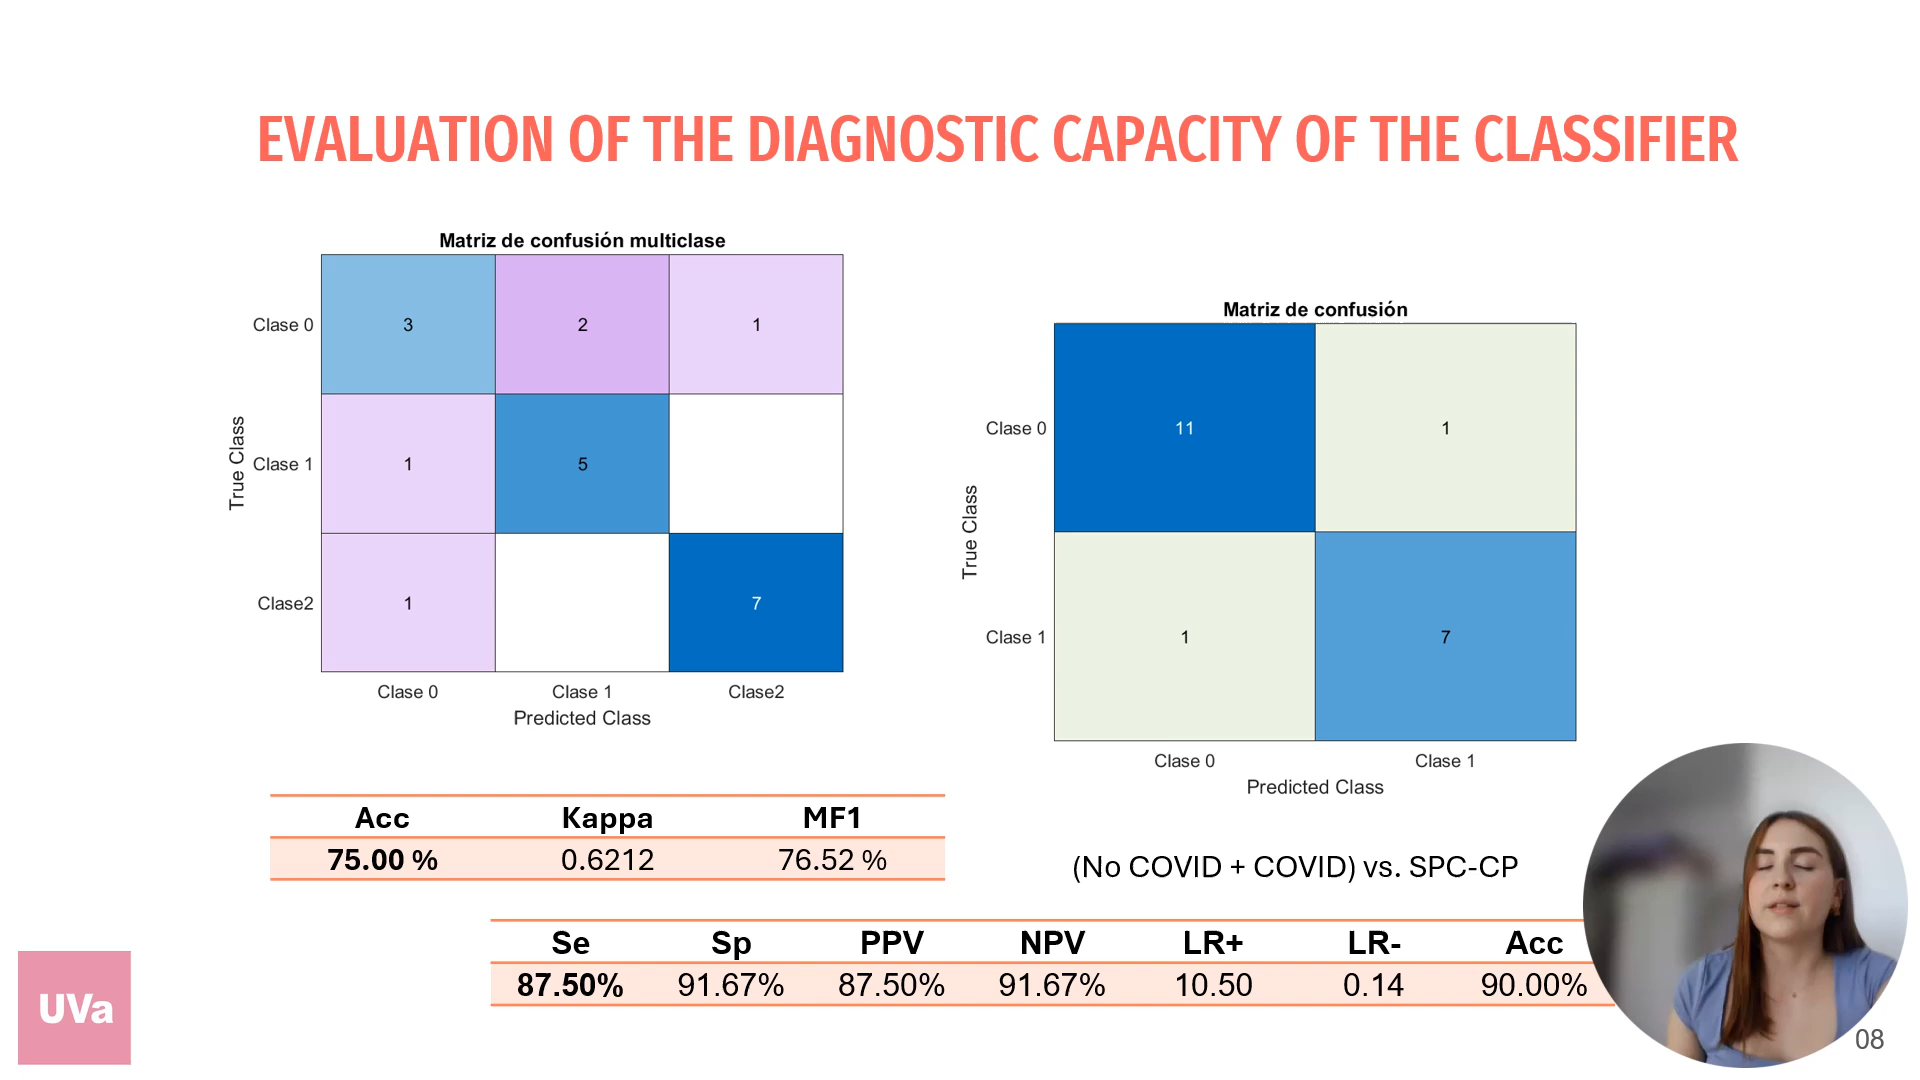 EVALUATION OF THE DIAGNOSTIC CAPACITY OF THE CLASSIFIER
Matriz de confusión multiclase
True Class
Clase 0
3
2
1
Clase 1
1
5
Clase2
1
7
Clase 0
Clase 1
Clase2
Predicted Class
Matriz de confusión
True Class
Clase 0
11
1
Clase 1
1
7
Clase 0
Clase 1
Predicted Class
Acc Kappa MF1
75.00 % 0.6212 76.52 %
(No COVID + COVID) vs. SPC-CP
Se Sp PPV NPV LR+ LR- Acc
87.50% 91.67% 87.50% 91.67% 10.50 0.14 90.00%
UVa
08